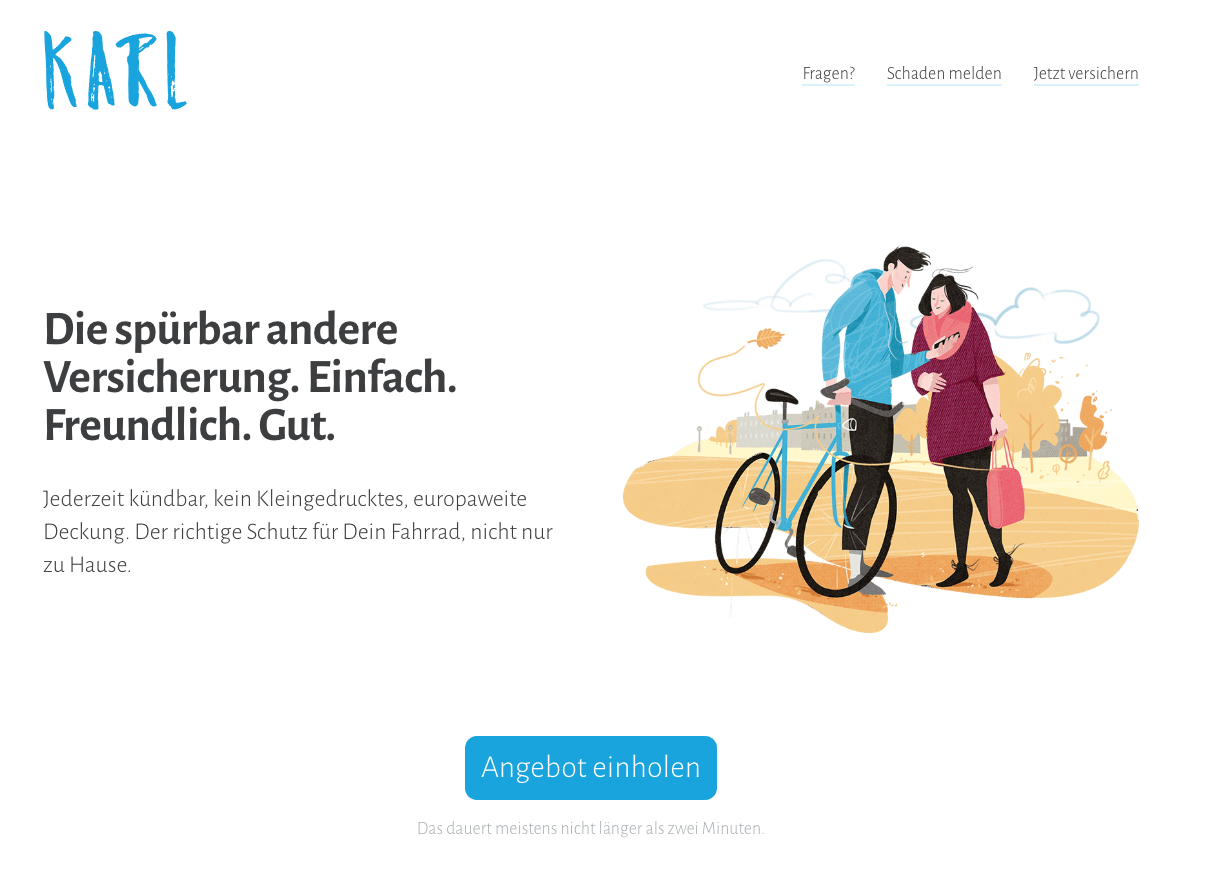 KARL
Fragen?
Schaden melden
Jetzt versichern
Die spürbar andere
Versicherung. Einfach.
Freundlich. Gut.
Jederzeit kündbar, kein Kleingedrucktes, europaweite
Deckung. Der richtige Schutz für Dein Fahrrad, nicht nur
zu Hause.
Angebot einholen
Das dauert meistens nicht länger als zwei Minuten.